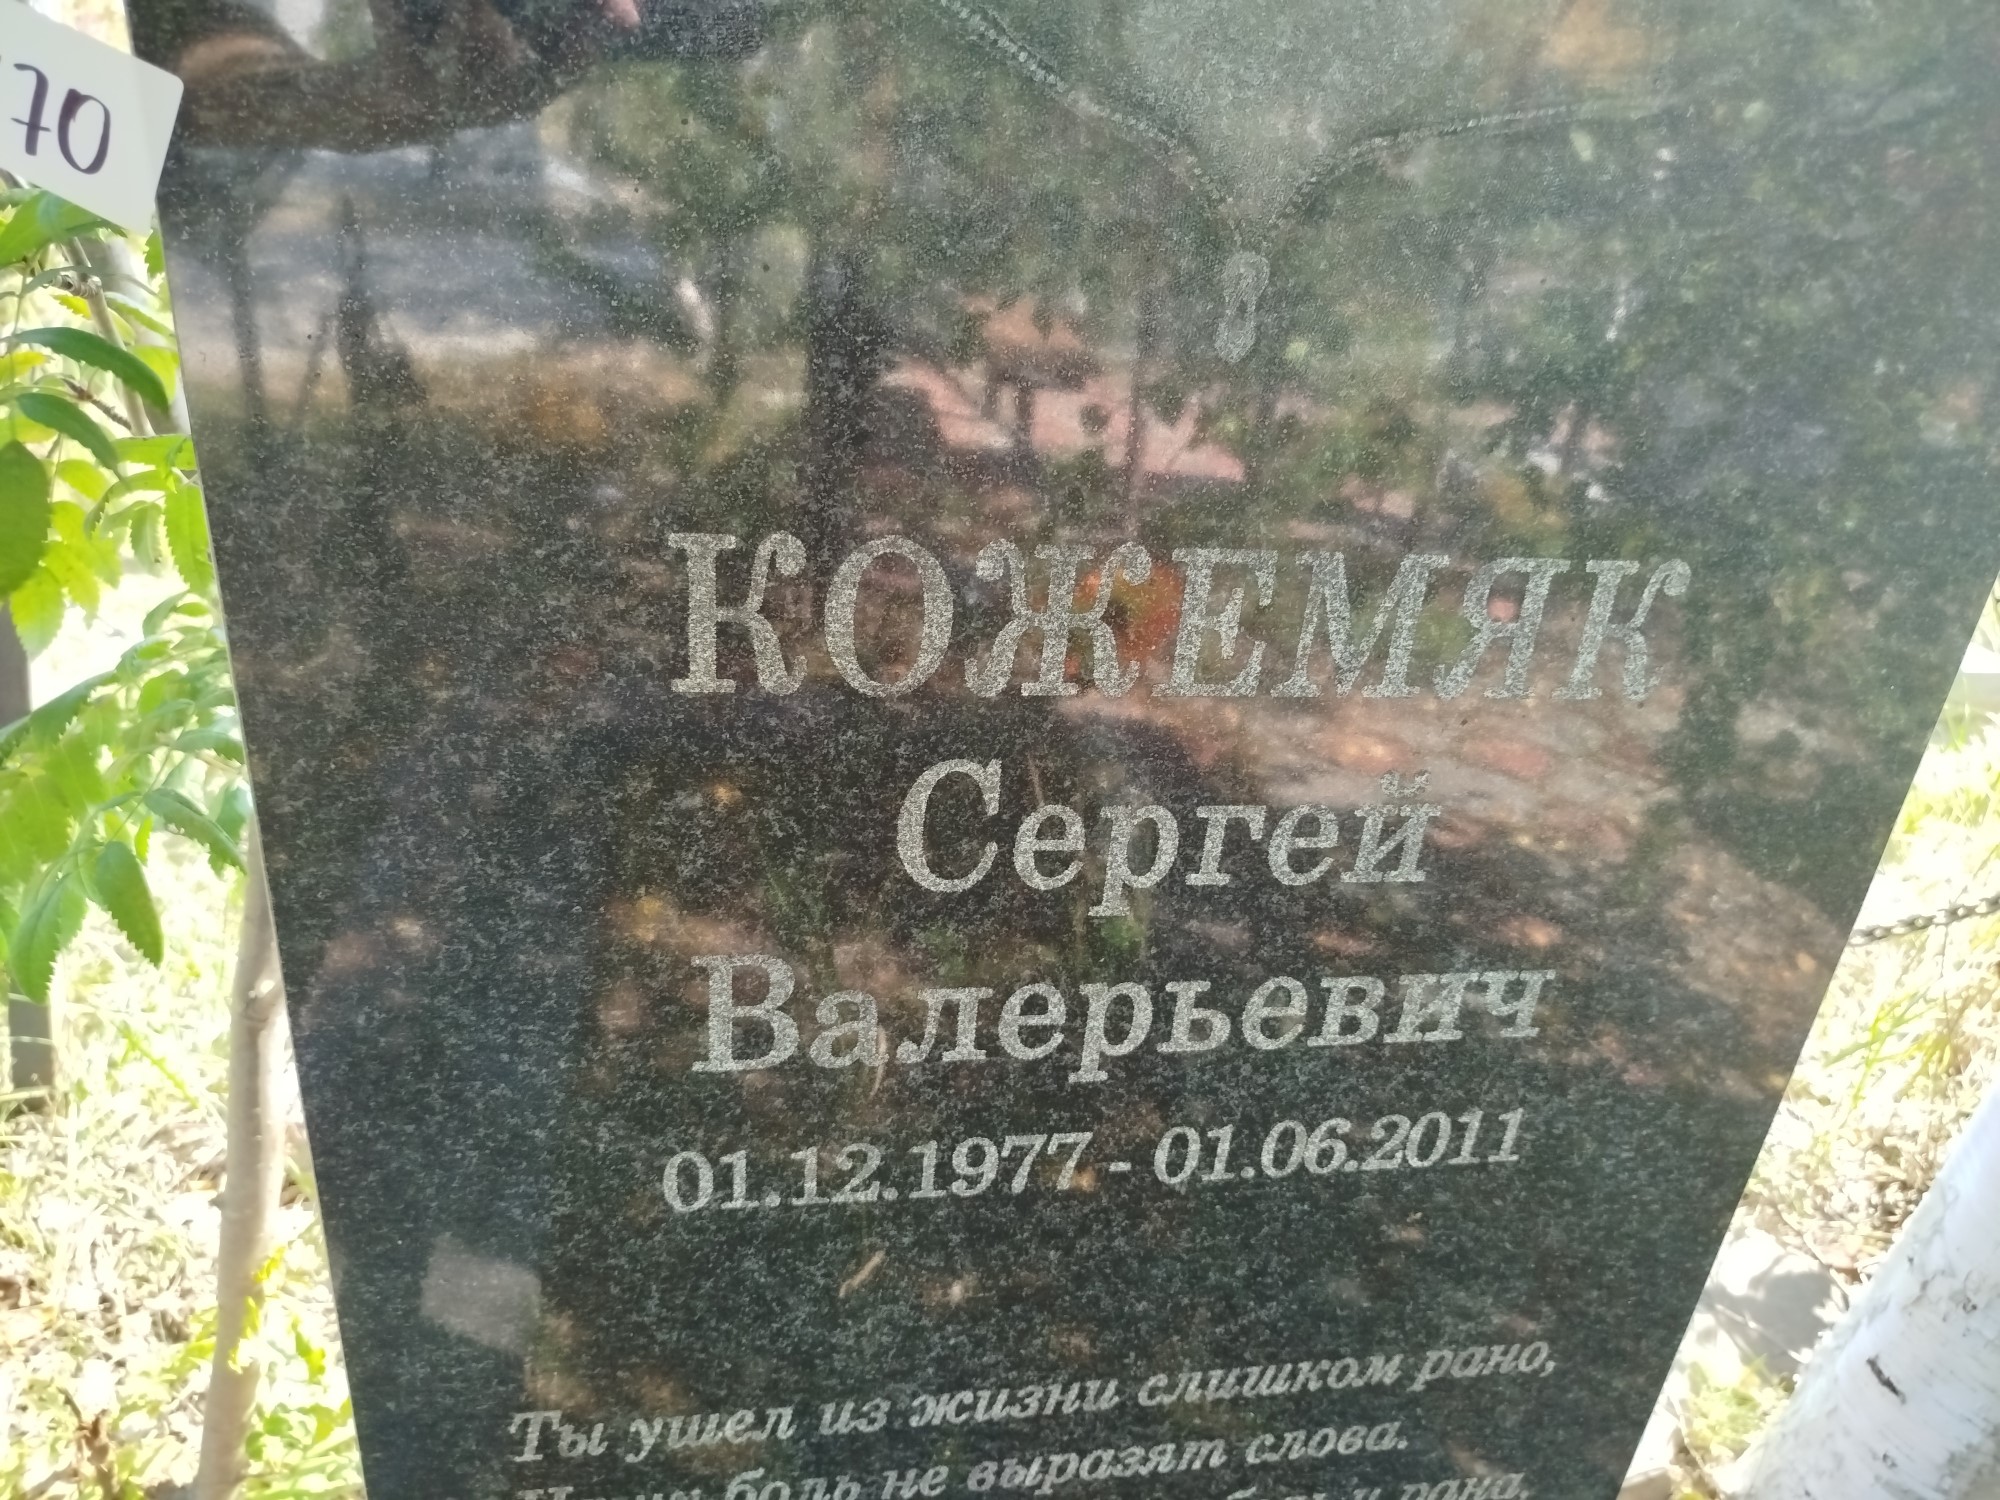 70
КОЖЕМЯК
Сергей
Валерьевич
01.12.1977 - 01.06.2011
Ты ушел из жизни слишком рано,
боль не выразят слова.
рана,